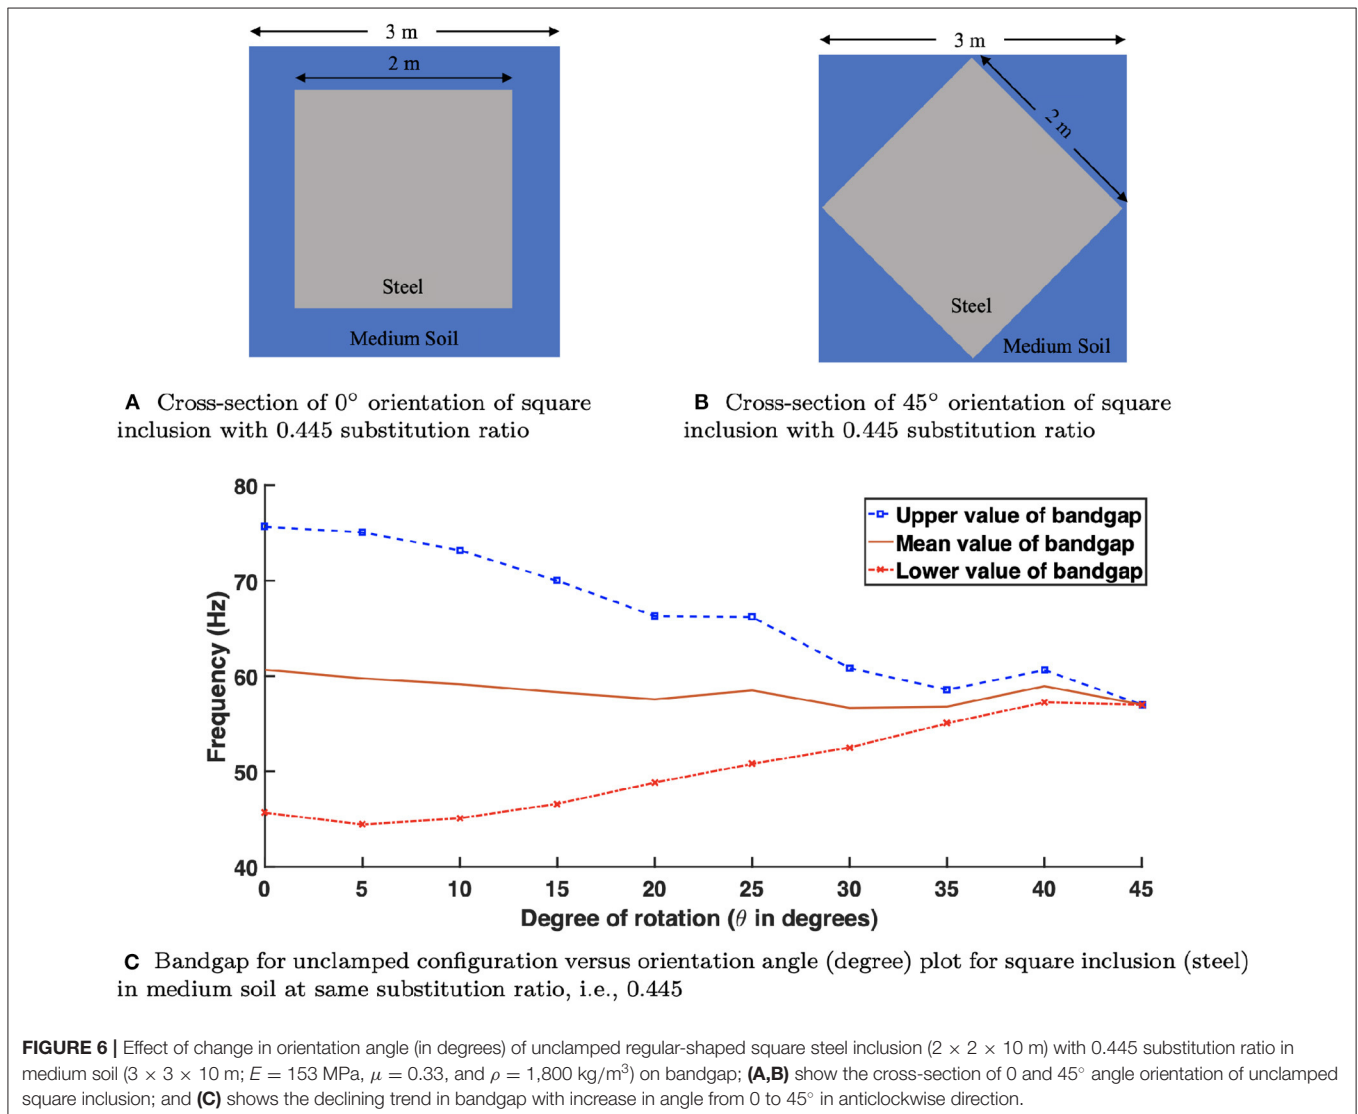 3 m
2 m
Steel
Medium Soil
3 m
2 m
Steel
Medium Soil
A Cross-section of 0° orientation of square
inclusion with 0.445 substitution ratio
B Cross-section of 45° orientation of square
inclusion with 0.445 substitution ratio
80
70
60
50
40
Frequency (Hz)
Upper value of bandgap
Mean value of bandgap
Lower value of bandgap
0 5 10 15 20 25 30 35 40 45
Degree of rotation (θ in degrees)
C Bandgap for unclamped configuration versus orientation angle (degree) plot for square inclusion (steel)
in medium soil at same substitution ratio, i.e., 0.445
FIGURE 6 | Effect of change in orientation angle (in degrees) of unclamped regular-shaped square steel inclusion (2 × 2 × 10 m) with 0.445 substitution ratio in
medium soil (3 × 3 × 10 m; E = 153 MPa, μ = 0.33, and ρ = 1,800 kg/m3) on bandgap; (A,B) show the cross-section of 0 and 45° angle orientation of unclamped
square inclusion; and (C) shows the declining trend in bandgap with increase in angle from 0 to 45° in anticlockwise direction.